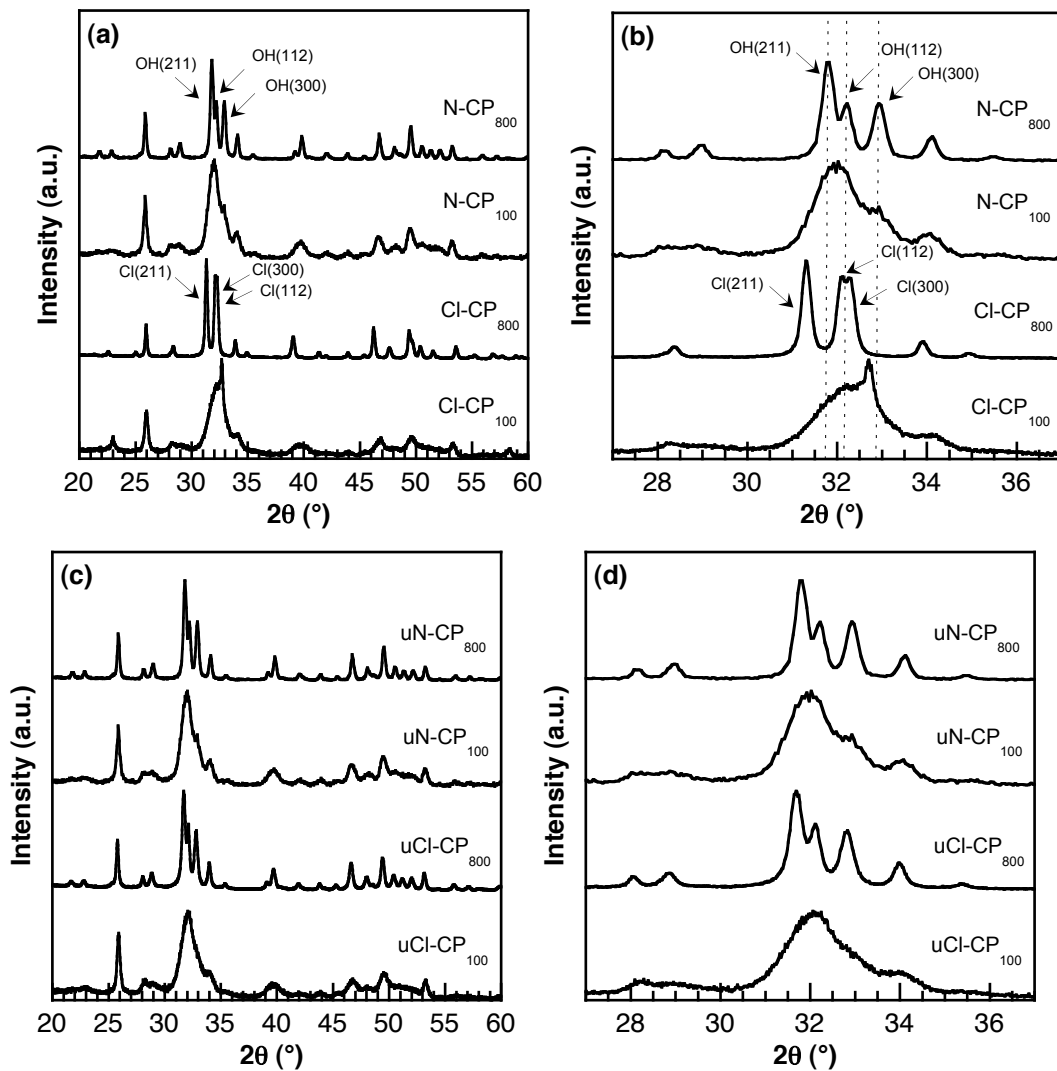 (a)
OH(211)
OH(112)
OH(300)
N-CP800
N-CP100
Cl(211)
Cl(300)
Cl(112)
Cl-CP800
Cl-CP100
Intensity (a.u.)
20 25 30 35 40 45 50 55 60
2θ (°)
(b)
OH(211)
OH(112)
OH(300)
N-CP800
N-CP100
Cl(211)
Cl(112)
Cl(300)
Cl-CP800
Cl-CP100
Intensity (a.u.)
28 30 32 34 36
2θ (°)
(c)
uN-CP800
uN-CP100
uCl-CP800
uCl-CP100
Intensity (a.u.)
20 25 30 35 40 45 50 55 60
2θ (°)
(d)
uN-CP800
uN-CP100
uCl-CP800
uCl-CP100
Intensity (a.u.)
28 30 32 34 36
2θ (°)